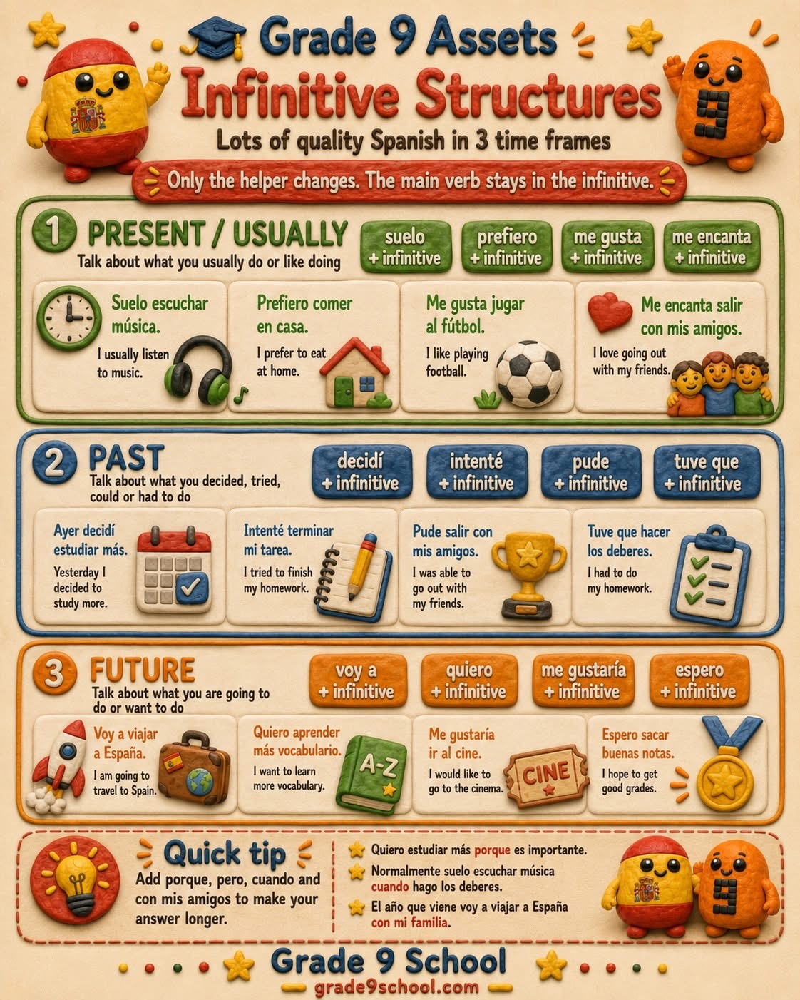 Grade 9 Assets
Infinitive Structures
Lots of quality Spanish in 3 time frames
Only the helper changes. The main verb stays in the infinitive.
1 PRESENT / USUALLY
Talk about what you usually do or like doing
suelo
+ infinitive
prefiero
+ infinitive
me gusta
+ infinitive
me encanta
+ infinitive
Suelo escuchar
música.
I usually listen
to music.
Prefiero comer
en casa.
I prefer to eat
at home.
Me gusta jugar
al fútbol.
I like playing
football.
Me encanta salir
con mis amigos.
I love going out
with my friends.
2 PAST
Talk about what you decided, tried,
could or had to do
decidí
+ infinitive
intenté
+ infinitive
pude
+ infinitive
tuve que
+ infinitive
Ayer decidí
estudiar más.
Yesterday I
decided to
study more.
Intenté terminar
mi tarea.
I tried to finish
my homework.
Pude salir con
mis amigos.
I was able to
go out with
my friends.
Tuve que hacer
los deberes.
I had to do
my homework.
3 FUTURE
Talk about what you are going to
do or want to do
voy a
+ infinitive
quiero
+ infinitive
me gustaría
+ infinitive
espero
+ infinitive
Voy a viajar
a España.
I am going to
travel to Spain.
Quiero aprender
más vocabulario.
I want to learn
more vocabulary.
A-Z
Me gustaría
ir al cine.
I would like to
go to the cinema.
CINE
Espero sacar
buenas notas.
I hope to get
good grades.
Quick tip
Add porque, pero, cuando and
con mis amigos to make your
answer longer.
Quiero estudiar más porque es importante.
Normalmente suelo escuchar música
cuando hago los deberes.
El año que viene voy a viajar a España
con mi familia.
9
9
Grade 9 School
grade9school.com